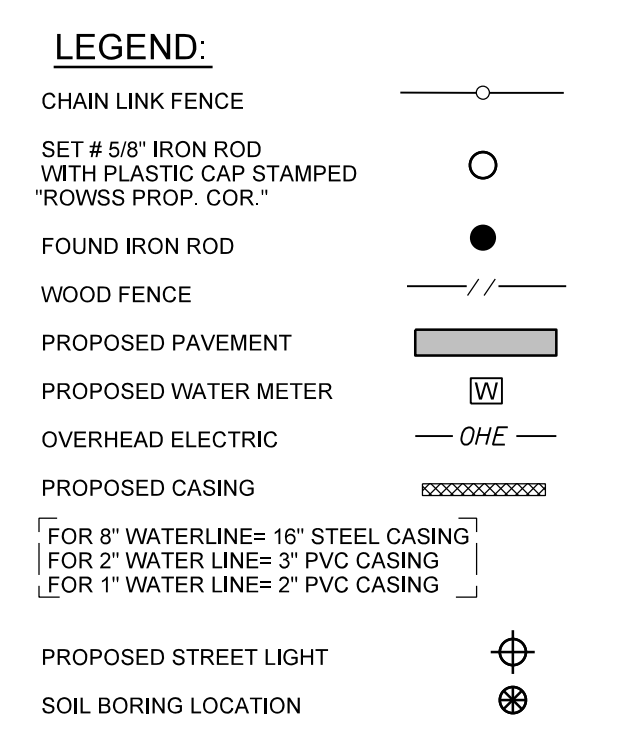 LEGEND:
CHAIN LINK FENCE
SET # 5/8" IRON ROD
WITH PLASTIC CAP STAMPED
"ROWSS PROP. COR."
FOUND IRON ROD
WOOD FENCE
PROPOSED PAVEMENT
PROPOSED WATER METER W
OVERHEAD ELECTRIC OHE
PROPOSED CASING
FOR 8" WATERLINE= 16" STEEL CASING
FOR 2" WATER LINE= 3" PVC CASING
FOR 1" WATER LINE= 2" PVC CASING
PROPOSED STREET LIGHT
SOIL BORING LOCATION